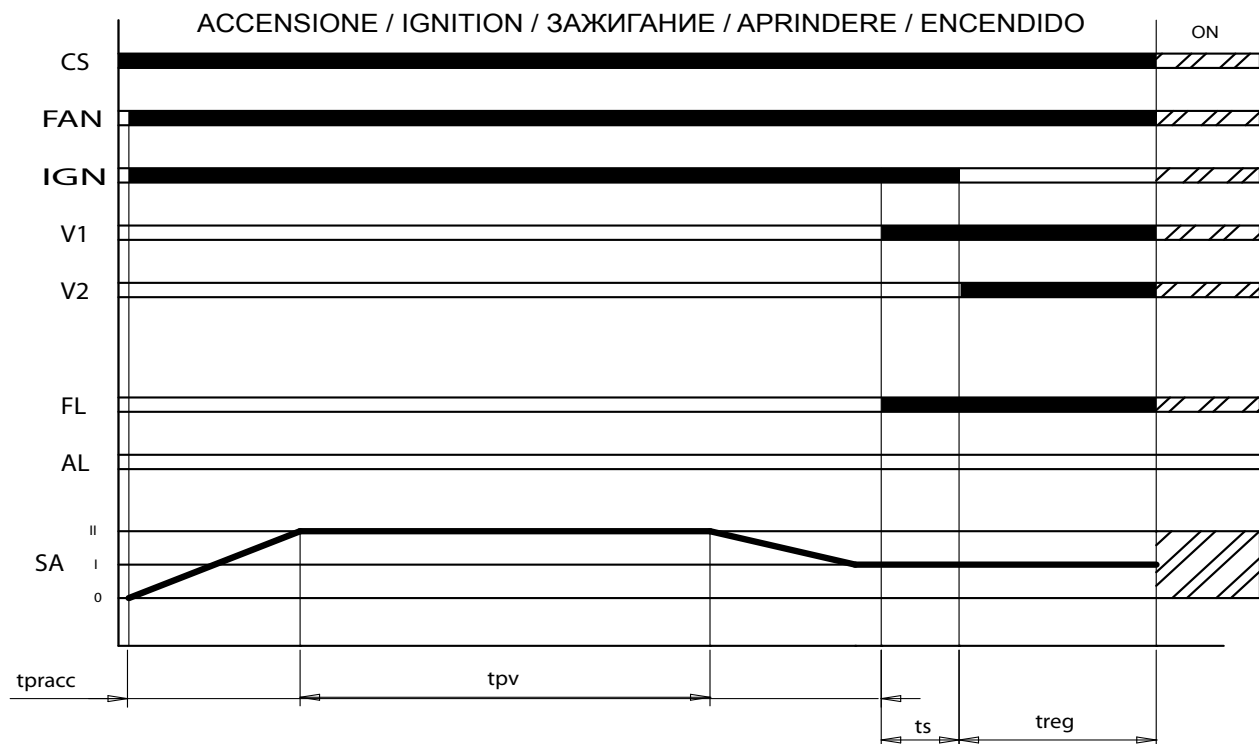 ACCENSIONE / IGNITION / ЗАЖИГАНИЕ / APRINDERE / ENCENDIDO
ON
CS
FAN
IGN
V1
V2
FL
AL
II
SA I
0
tpracc
tpv
ts
treg